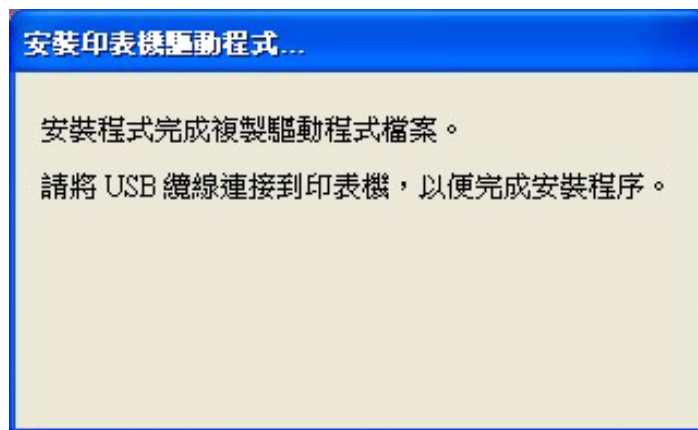 安裝印表機驅動程式...
安裝程式完成複製驅動程式檔案。
請將 USB 纜線連接到印表機，以便完成安裝程序。